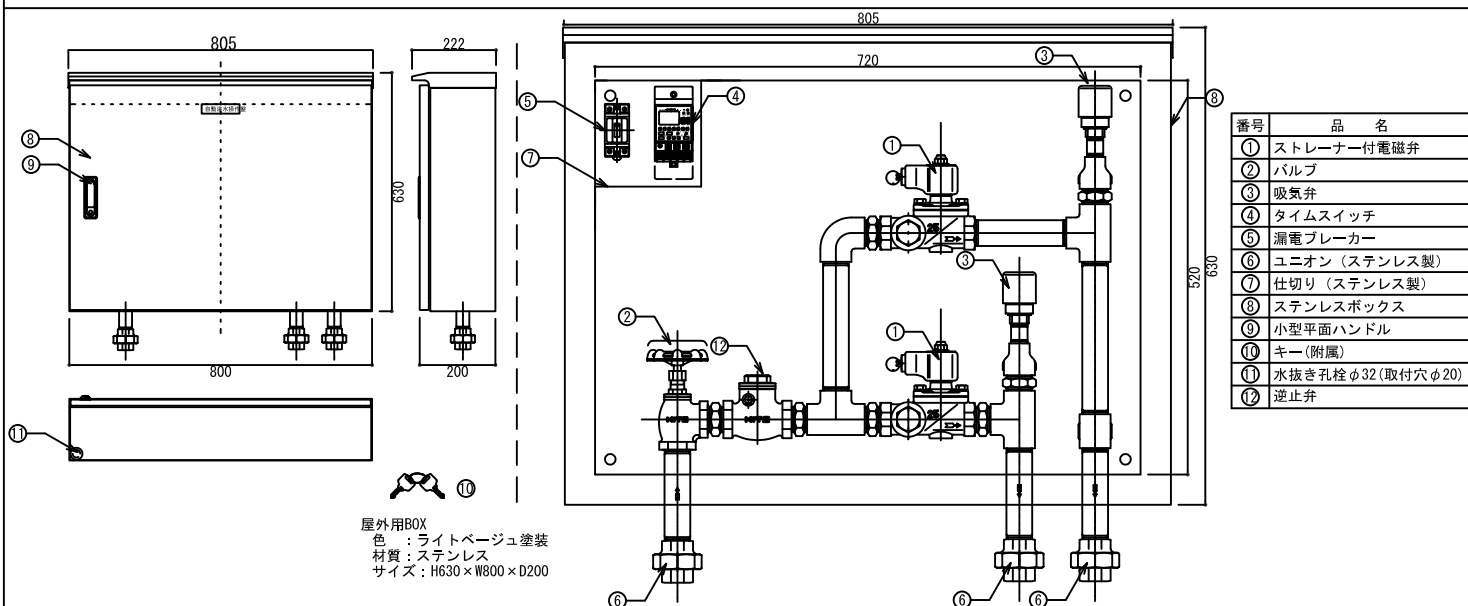 805
222
自動潅水操作盤
⑧
⑨
630
800
200
⑪
⑩
屋外用BOX
色 ：ライトベージュ塗装
材質：ステンレス
サイズ：H630×W800×D200
805
720
③
⑤
④
⑧
⑦
①
25
③
520
630
②
⑫
①
25
⑥
⑥
⑥
番号 品 名
① ストレーナー付電磁弁
② バルブ
③ 吸気弁
④ タイムスイッチ
⑤ 漏電ブレーカー
⑥ ユニオン（ステンレス製）
⑦ 仕切り（ステンレス製）
⑧ ステンレスボックス
⑨ 小型平面ハンドル
⑩ キー(附属)
⑪ 水抜き孔栓φ32(取付穴φ20)
⑫ 逆止弁